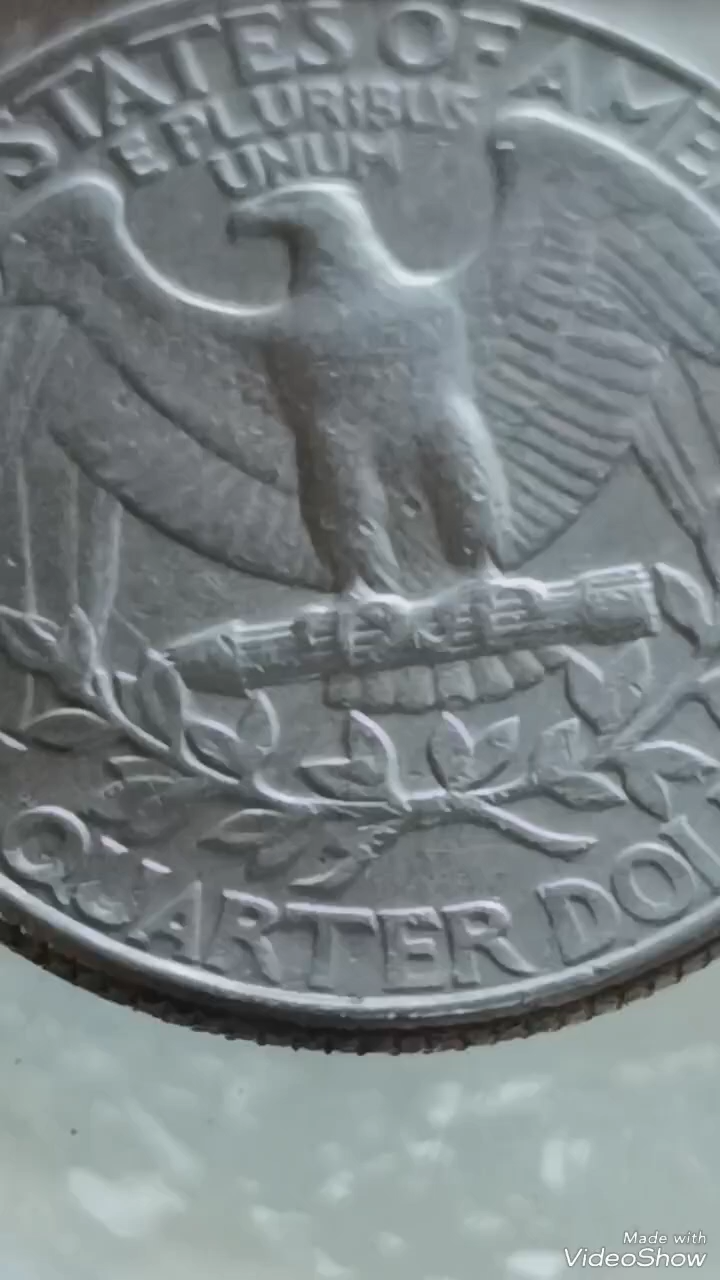 STATES OF AME
E PLURIBUS
UNUM
QUARTER DOL
Made with
VideoShow